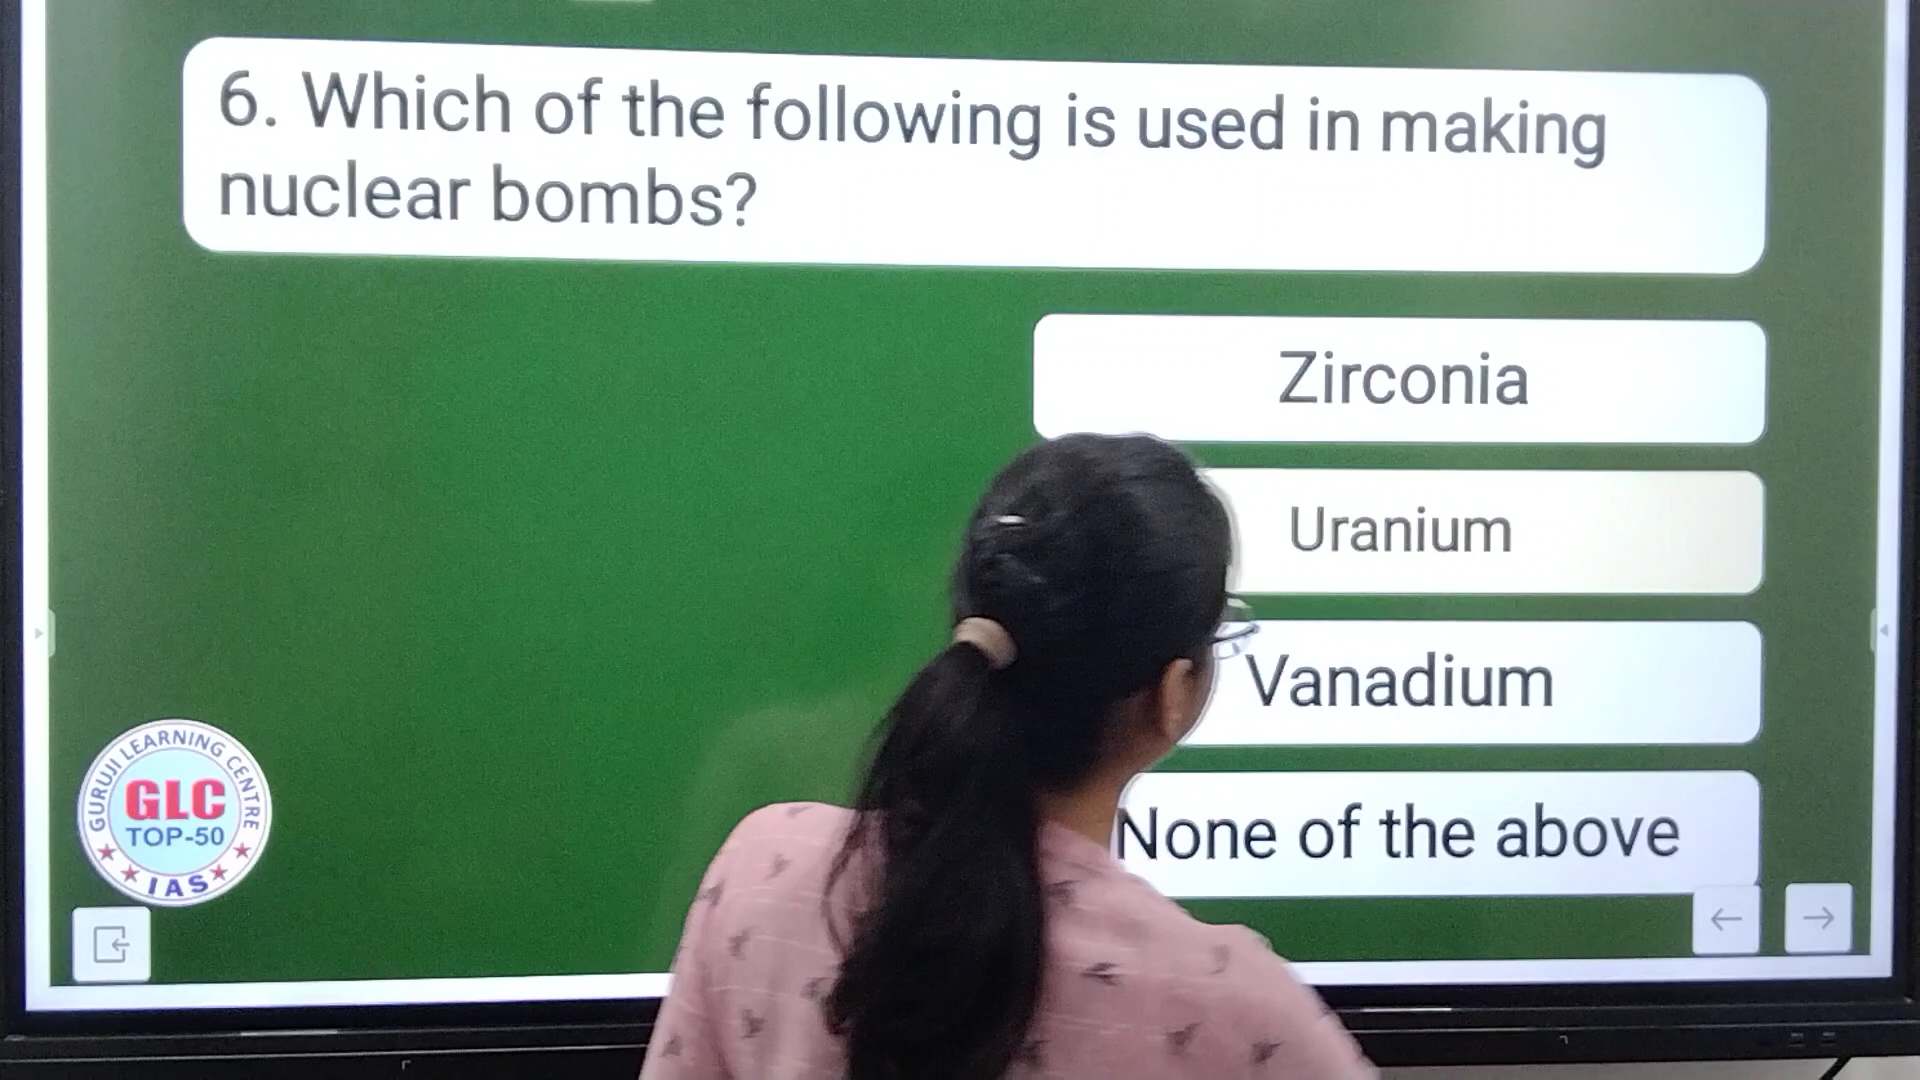 6. Which of the following is used in making
nuclear bombs?
Zirconia
Uranium
Vanadium
None of the above
GURUJI LEARNING CENTRE
GLC
TOP-50
IAS